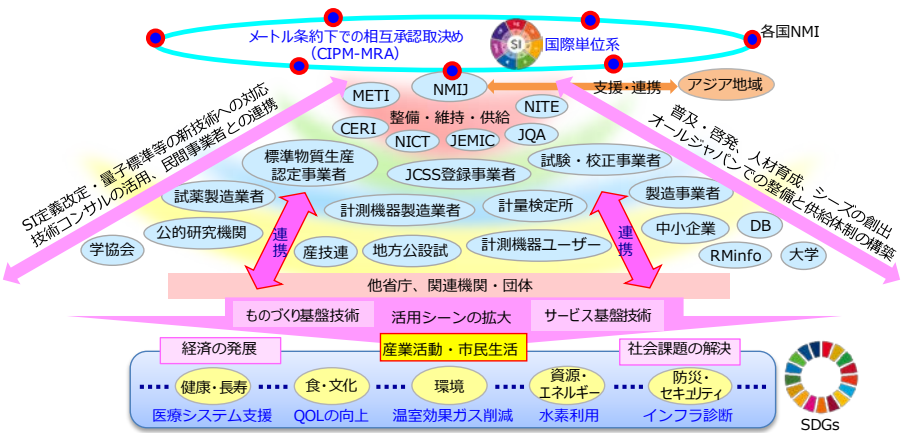 メートル条約下での相互承認取決め
（CIPM-MRA）
SI
国際単位系
各国NMI
NMIJ
支援・連携
アジア地域
METI
NITE
整備・維持・供給
CERI
NICT
JEMIC
JQA
標準物質生産
認定事業者
JCSS登録事業者
試験・校正事業者
試薬製造業者
計測機器製造業者
計量検定所
製造事業者
公的研究機関
連携
産技連
地方公設試
計測機器ユーザー
連携
中小企業
DB
学協会
RMinfo
大学
SI定義改定・量子標準等の新技術への対応
技術コンサルの活用、民間事業者との連携
普及・啓発、人材育成、シーズの創出
オールジャパンでの整備と供給体制の構築
他省庁、関連機関・団体
ものづくり基盤技術
活用シーンの拡大
サービス基盤技術
経済の発展
産業活動・市民生活
社会課題の解決
健康・長寿
食・文化
環境
資源・
エネルギー
防災・
セキュリティ
医療システム支援
QOLの向上
温室効果ガス削減
水素利用
インフラ診断
SDGs